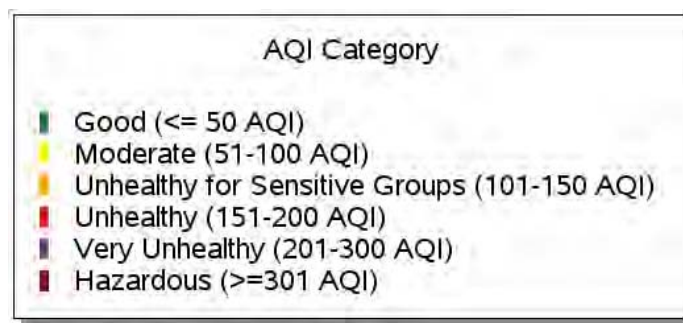 AQI Category
Good (<= 50 AQI)
Moderate (51-100 AQI)
Unhealthy for Sensitive Groups (101-150 AQI)
Unhealthy (151-200 AQI)
Very Unhealthy (201-300 AQI)
Hazardous (>=301 AQI)